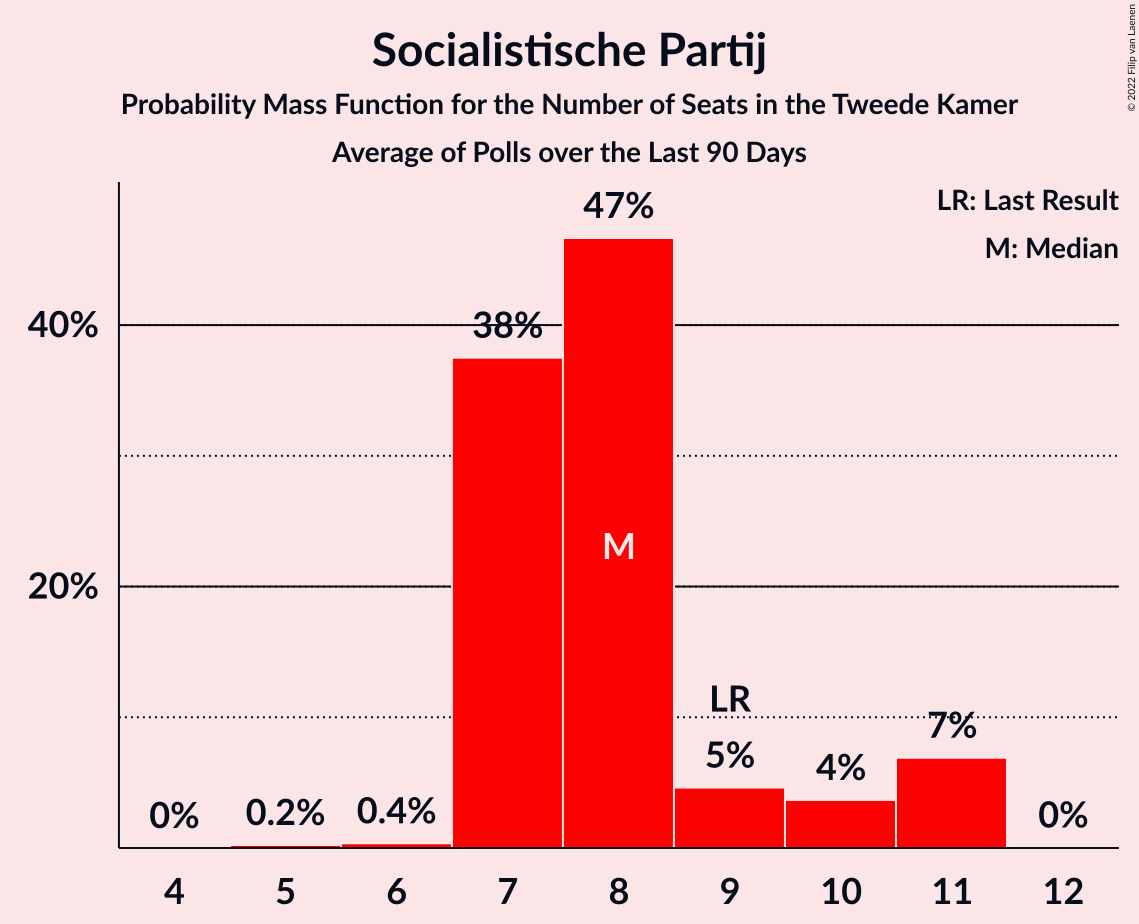 Socialistische Partij
Probability Mass Function for the Number of Seats in the Tweede Kamer
Average of Polls over the Last 90 Days
© 2022 Filip van Laenen
LR: Last Result
M: Median
47%
40%
38%
M
20%
LR
7%
5%
4%
0%
0.2%
0.4%
0%
4 5 6 7 8 9 10 11 12